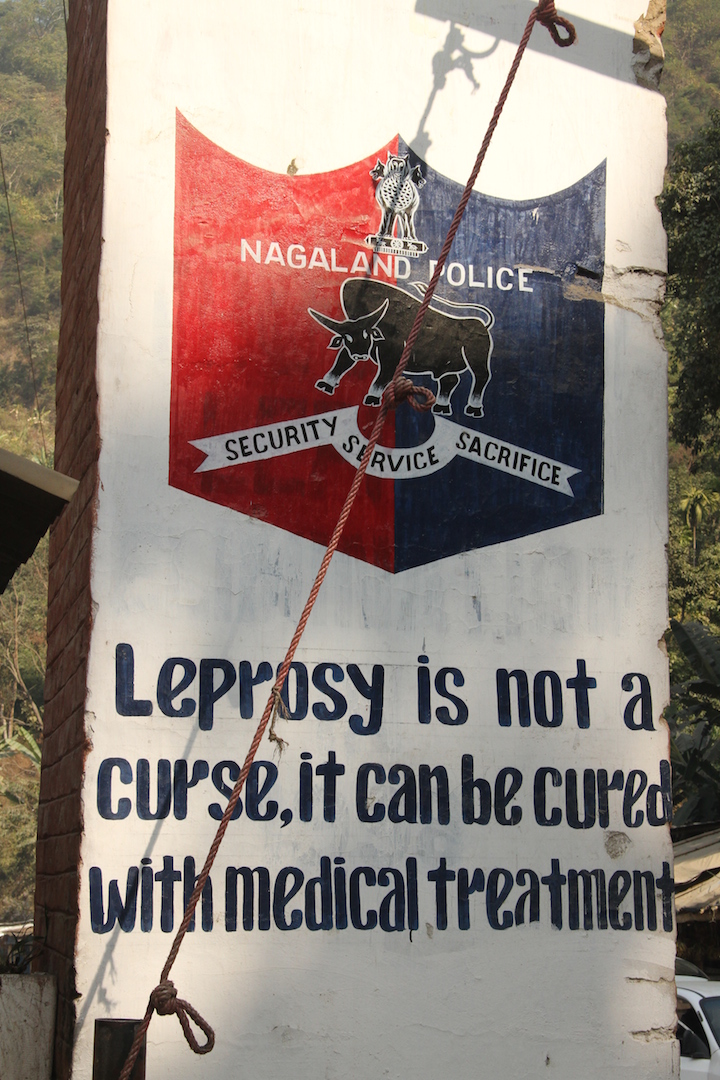 NAGALAND POLICE
SECURITY SERVICE SACRIFICE
Leprosy is not a
curse, it can be cured
with medical treatment